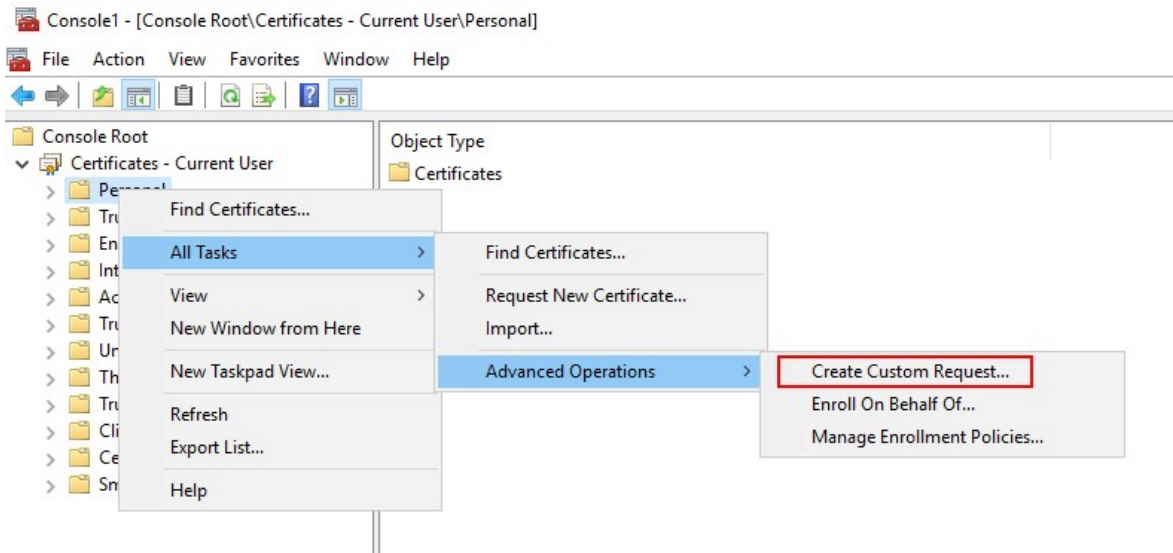 Console1 - [Console Root\Certificates - Current User\Personal]
File Action View Favorites Window Help
Console Root
Certificates - Current User
Personal
Object Type
Certificates
Find Certificates...
All Tasks
View
New Window from Here
New Taskpad View...
Refresh
Export List...
Help
Find Certificates...
Request New Certificate...
Import...
Advanced Operations
Create Custom Request...
Enroll On Behalf Of...
Manage Enrollment Policies...